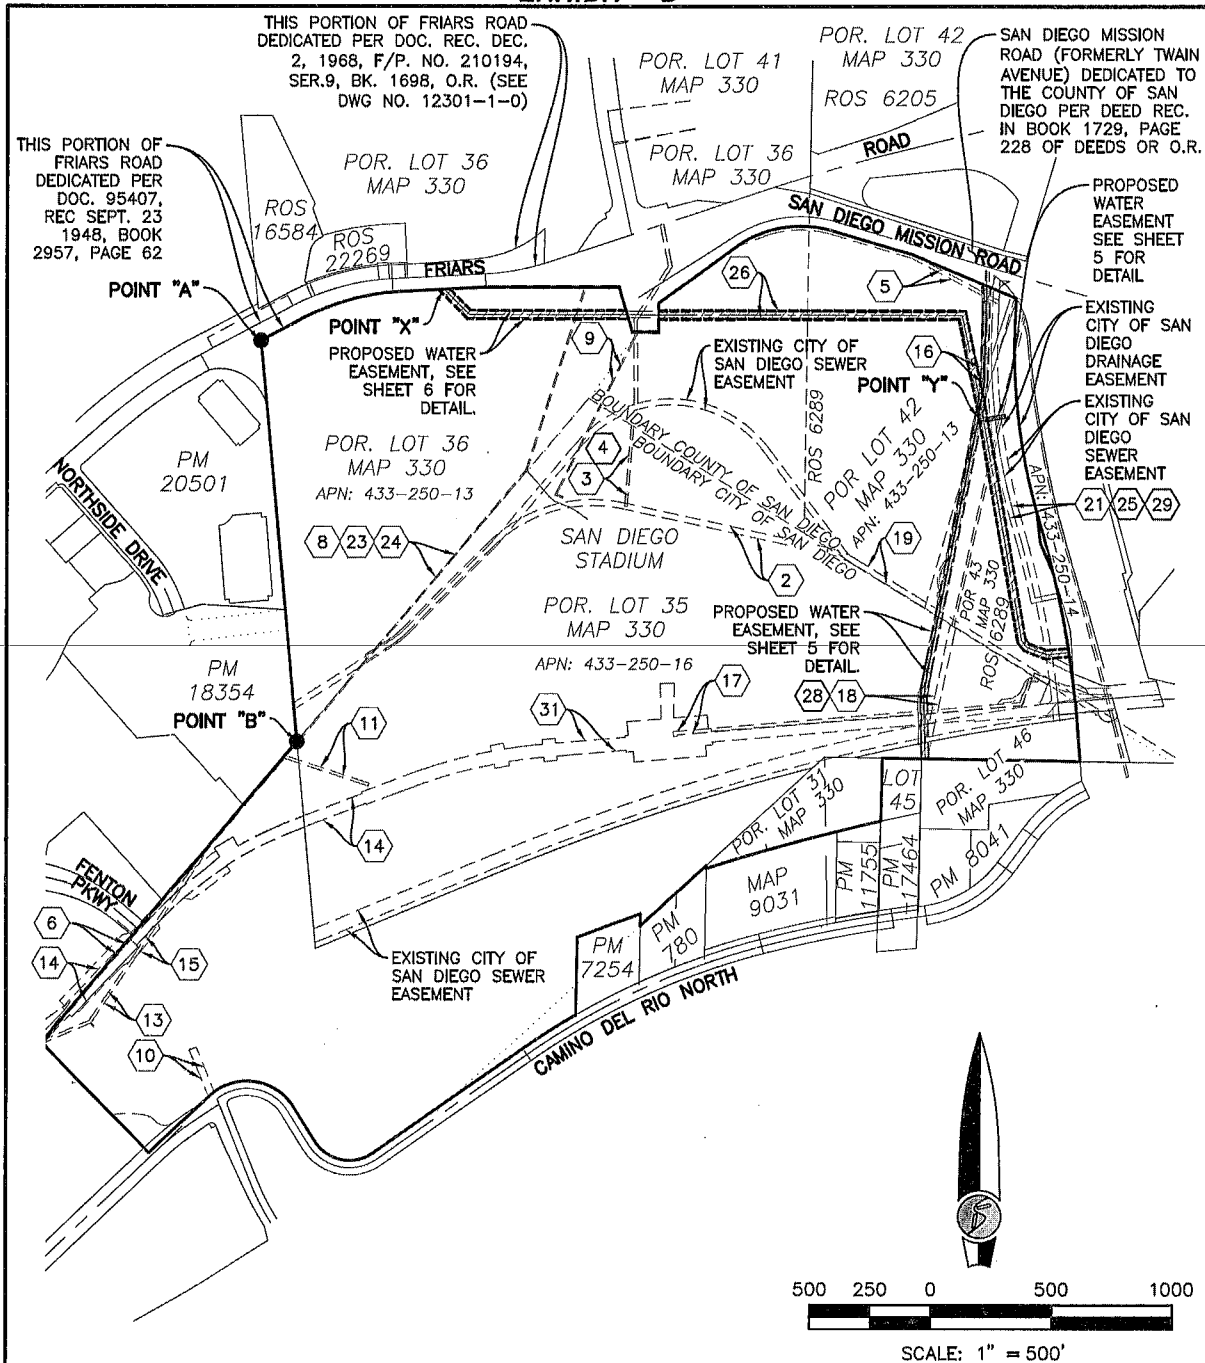 THIS PORTION OF FRIARS ROAD
DEDICATED PER DOC. REC. DEC.
2, 1968, F/P. NO. 210194,
SER.9, BK. 1698, O.R. (SEE
DWG NO. 12301-1-0)
POR. LOT 41
MAP 330
POR. LOT 42
MAP 330
ROS 6205
SAN DIEGO MISSION
ROAD (FORMERLY TWAIN
AVENUE) DEDICATED TO
THE COUNTY OF SAN
DIEGO PER DEED REC.
IN BOOK 1729, PAGE
228 OF DEEDS OR O.R.
THIS PORTION OF
FRIARS ROAD
DEDICATED PER
DOC. 95407,
REC SEPT. 23
1948, BOOK
2957, PAGE 62
POR. LOT 36
MAP 330
POR. LOT 36
MAP 330
ROAD
ROS
16584
ROS
22269
FRIARS
SAN DIEGO MISSION ROAD
PROPOSED
WATER
EASEMENT
SEE SHEET
5 FOR
DETAIL
POINT "A"
POINT "X"
PROPOSED WATER
EASEMENT, SEE
SHEET 6 FOR
DETAIL.
26
5
9
EXISTING CITY OF
SAN DIEGO SEWER
EASEMENT
16
POINT "Y"
EXISTING
CITY OF SAN
DIEGO
DRAINAGE
EASEMENT
EXISTING
CITY OF SAN
DIEGO
SEWER
EASEMENT
BOUNDARY COUNTY OF SAN DIEGO
BOUNDARY CITY OF SAN DIEGO
ROS 6289
POR. LOT 42
MAP 330
APN: 433-250-13
POR. LOT 36
MAP 330
APN: 433-250-13
4
3
PM
20501
NORTHSIDE DRIVE
8 23 24
SAN DIEGO
STADIUM
2
19
21 25 29
APN: 433-250-14
POR. 43
MAP 330
ROS 6289
POR. LOT 35
MAP 330
APN: 433-250-16
PROPOSED WATER
EASEMENT, SEE
SHEET 5 FOR
DETAIL.
28 18
PM
18354
POINT "B"
11
31
17
14
POR. LOT 31
MAP 330
LOT
45
POR. LOT 46
MAP 330
PM
11755
PM
17464
PM 8041
MAP
9031
PM
780
PM
7254
FENTON
PKWY
6
14
15
13
10
EXISTING CITY OF
SAN DIEGO SEWER
EASEMENT
CAMINO DEL RIO NORTH
500 250 0 500 1000
SCALE: 1" = 500'